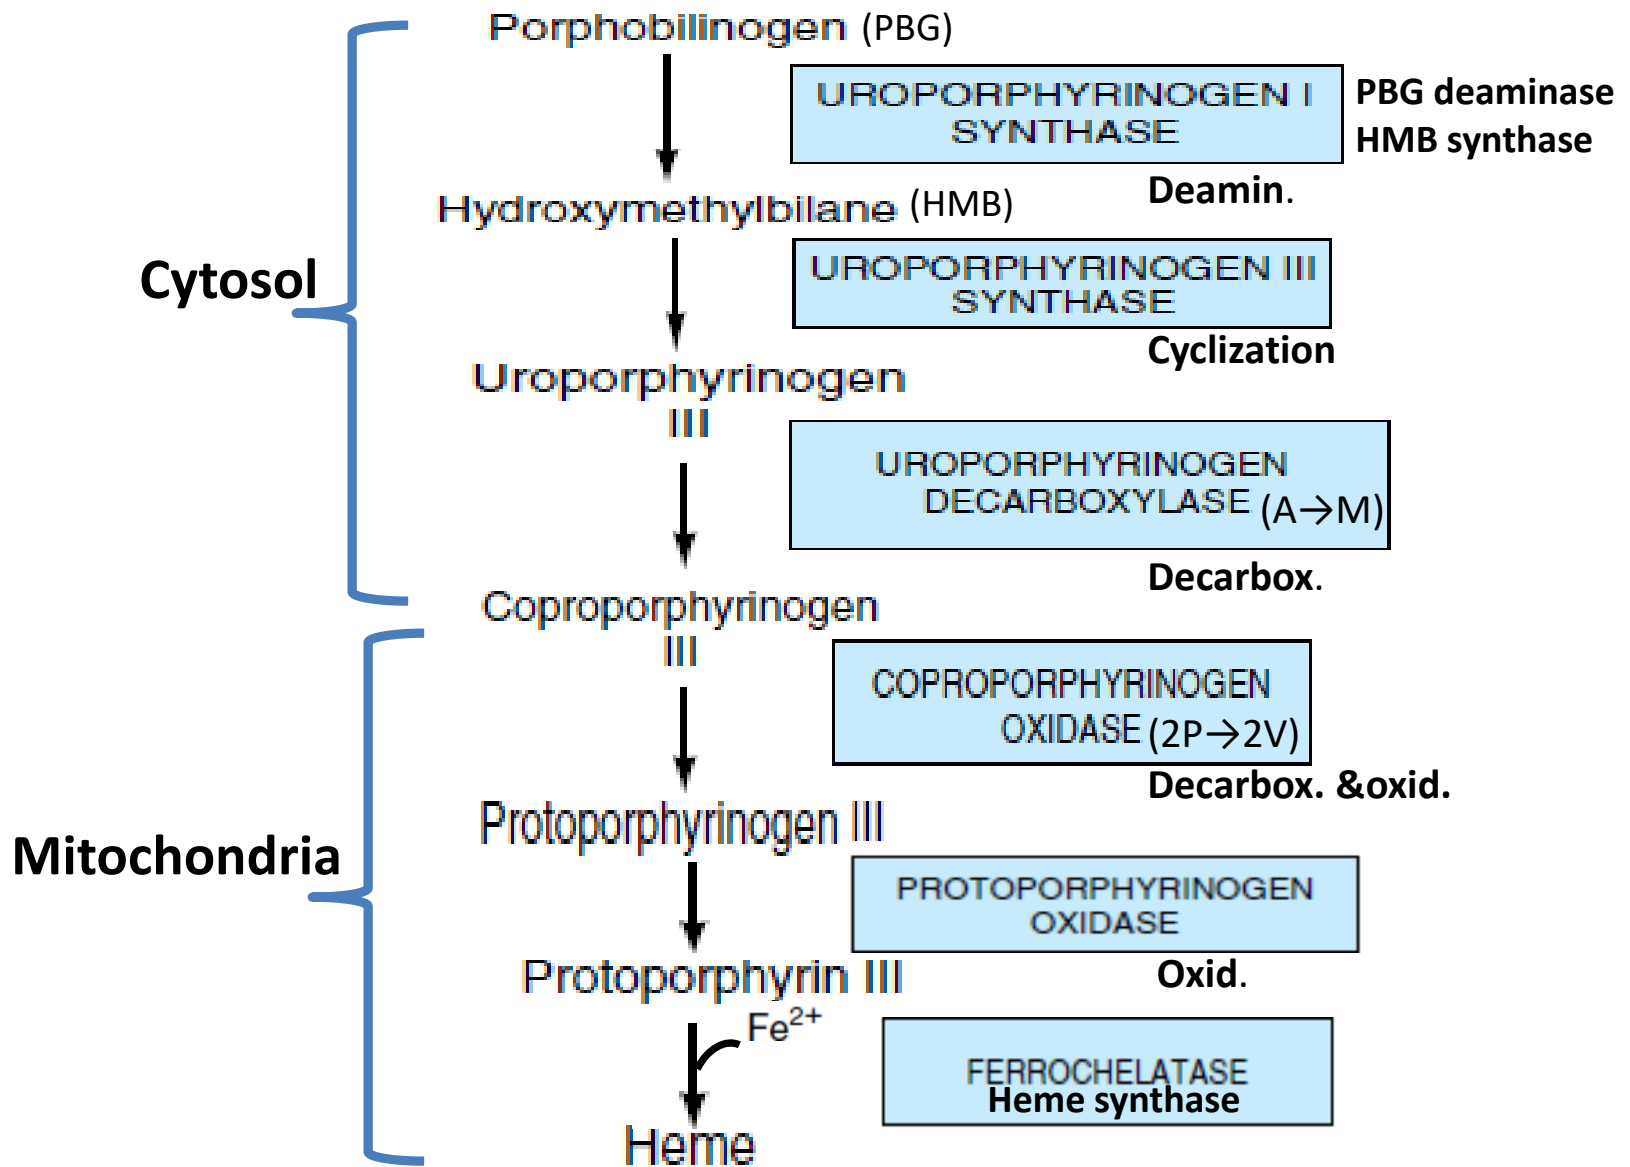 Porphobilinogen (PBG)
UROPORPHYRINOGEN I
SYNTHASE
PBG deaminase
HMB synthase
Deamin.
Hydroxymethylbilane (HMB)
UROPORPHYRINOGEN III
SYNTHASE
Cytosol
Cyclization
Uroporphyrinogen
III
UROPORPHYRINOGEN
DECARBOXYLASE (A→M)
Decarbox.
Coproporphyrinogen
III
COPROPORPHYRINOGEN
OXIDASE (2P→2V)
Decarbox. &oxid.
Protoporphyrinogen III
Mitochondria
PROTOPORPHYRINOGEN
OXIDASE
Oxid.
Protoporphyrin III
Fe²⁺
FERROCHELATASE
Heme synthase
Heme